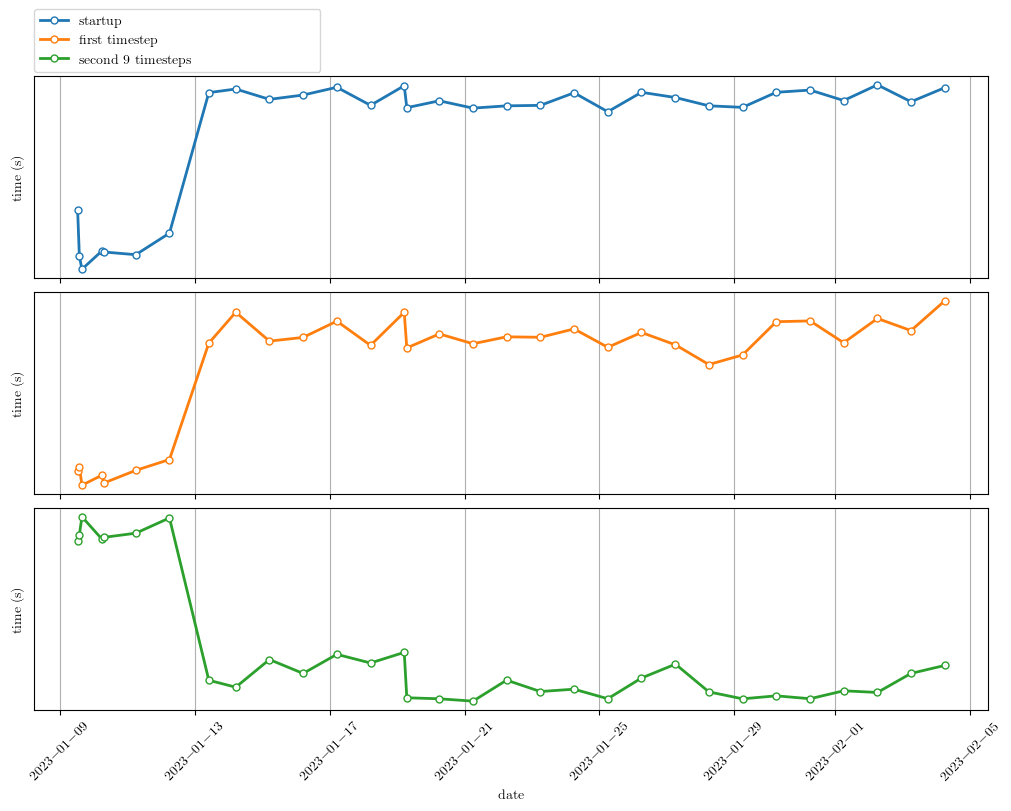 startup
first timestep
second 9 timesteps
time (s)
time (s)
time (s)
2023−01−09
2023−01−13
2023−01−17
2023−01−21
2023−01−25
2023−01−29
2023−02−01
2023−02−05
date